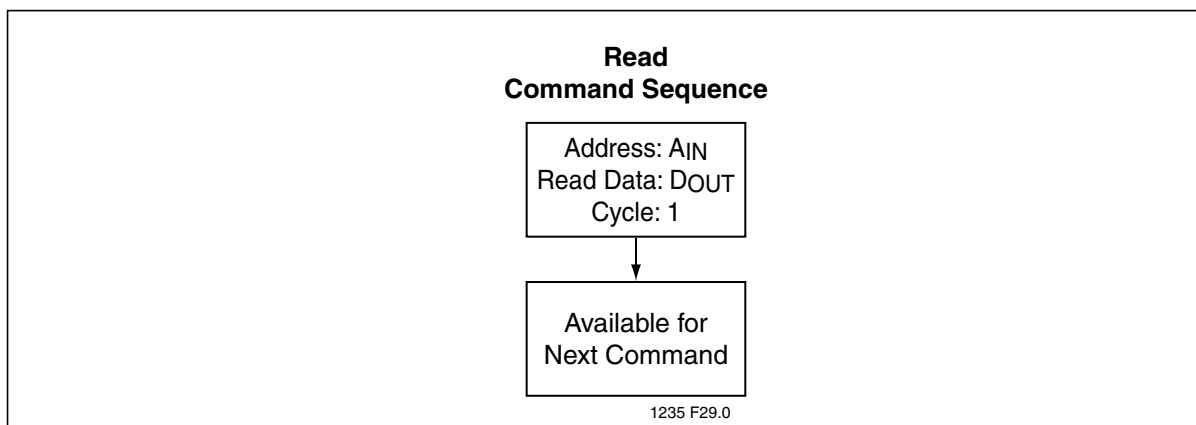 Read
Command Sequence
Address: AIN
Read Data: DOUT
Cycle: 1
Available for
Next Command
1235 F29.0